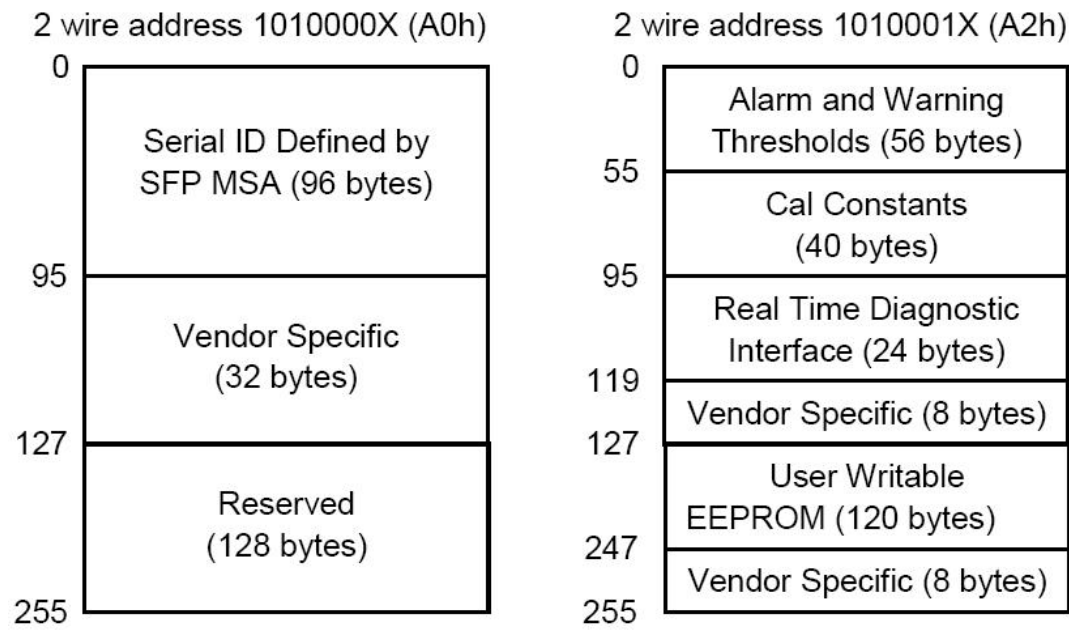 2 wire address 1010000X (A0h)
0
Serial ID Defined by
SFP MSA (96 bytes)
95
Vendor Specific
(32 bytes)
127
Reserved
(128 bytes)
255
2 wire address 1010001X (A2h)
0
Alarm and Warning
Thresholds (56 bytes)
55
Cal Constants
(40 bytes)
95
Real Time Diagnostic
Interface (24 bytes)
119
Vendor Specific (8 bytes)
127
User Writable
EEPROM (120 bytes)
247
Vendor Specific (8 bytes)
255